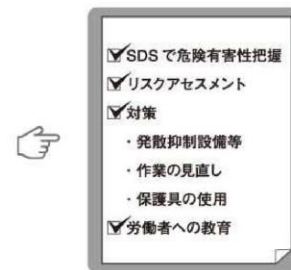 SDSで危険有害性把握
リスクアセスメント
対策
・発散抑制設備等
・作業の見直し
・保護具の使用
労働者への教育